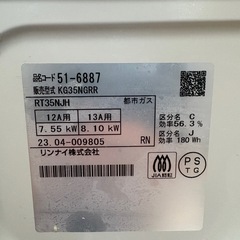 品名コード 51-6887
販売型式 KG35NGRR
RT35NJH 都市ガス
12A用 13A用
7.55 kW 8.10 kW
区分名 C
効率56.3 %
区分名 J
効率 180 Wh
23.04-009805 RN
リンナイ株式会社
JIA認証
PS
TG